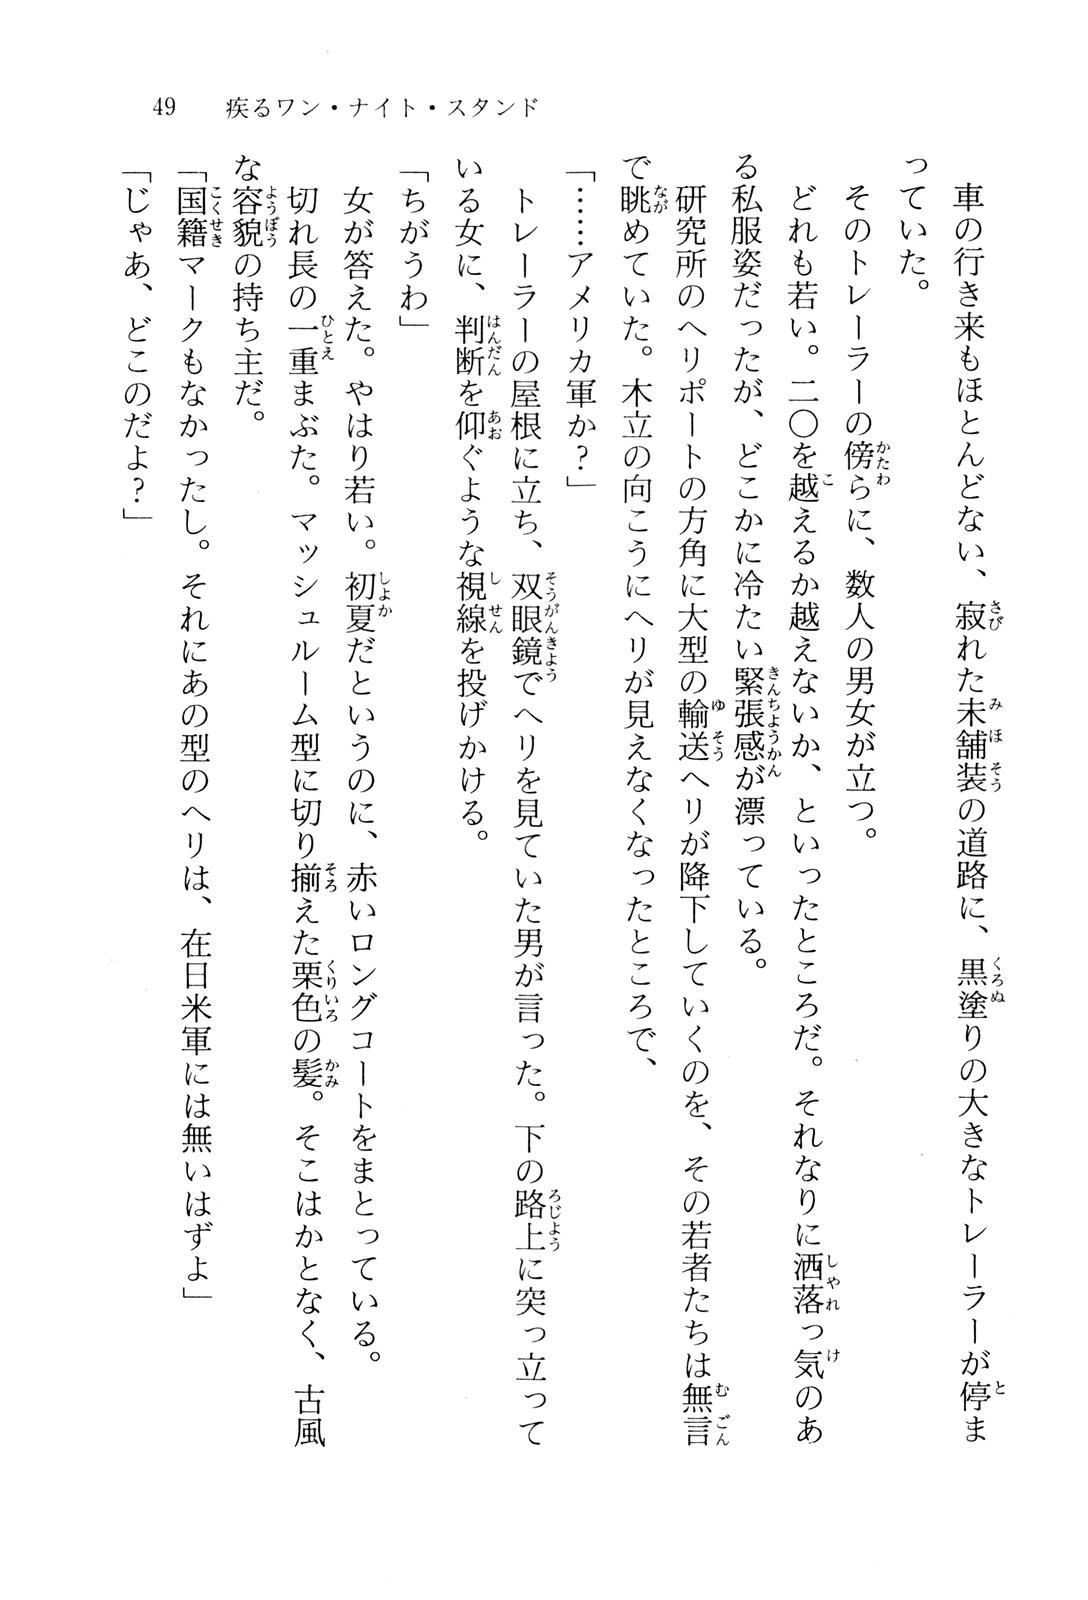 49　疾るワン・ナイト・スタンド
　車の行き来もほとんどない、寂れた未舗装の道路に、黒塗りの大きなトレーラーが停ま
っていた。
　そのトレーラーの傍らに、数人の男女が立つ。
　どれも若い。二〇を越えるか越えないか、といったところだ。それなりに洒落っ気のあ
る私服姿だったが、どこかに冷たい緊張感が漂っている。
　研究所のヘリポートの方角に大型の輸送ヘリが降下していくのを、その若者たちは無言
で眺めていた。木立の向こうにヘリが見えなくなったところで、
「……アメリカ軍か？」
　トレーラーの屋根に立ち、双眼鏡でヘリを見ていた男が言った。下の路上に突っ立って
いる女に、判断を仰ぐような視線を投げかける。
「ちがうわ」
　女が答えた。やはり若い。初夏だというのに、赤いロングコートをまとっている。
　切れ長の一重まぶた。マッシュルーム型に切り揃えた栗色の髪。そこはかとなく、古風
な容貌の持ち主だ。
「国籍マークもなかったし。それにあの型のヘリは、在日米軍には無いはずよ」
「じゃあ、どこのだよ？」